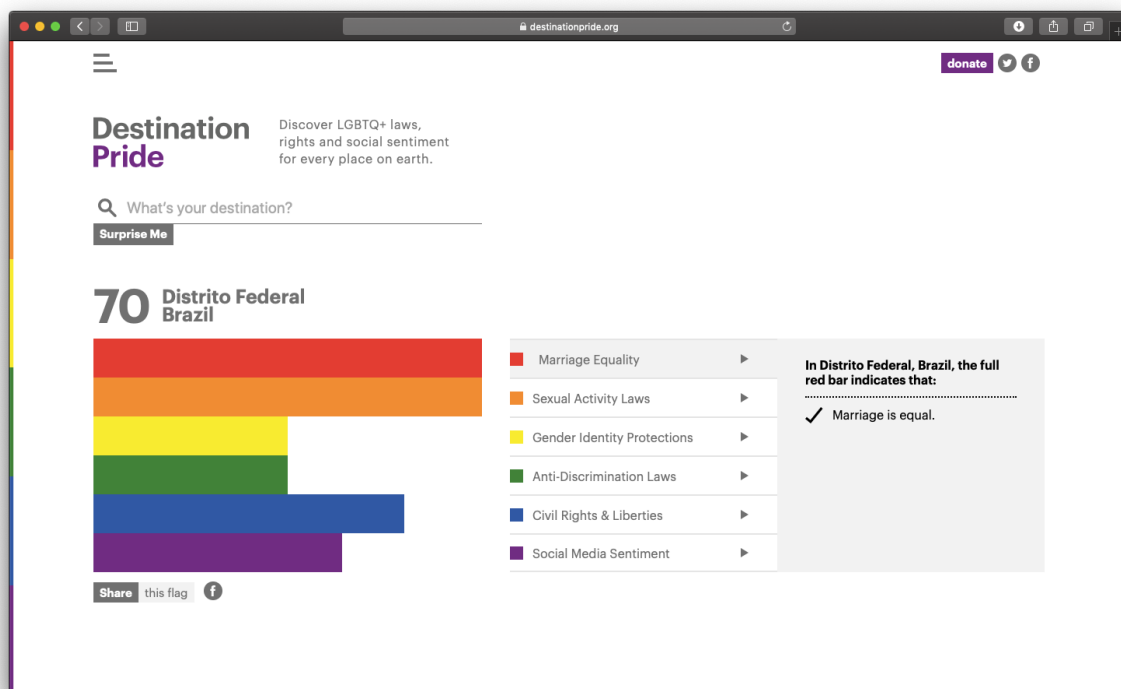 destinationpride.org
donate
Destination
Pride
Discover LGBTQ+ laws,
rights and social sentiment
for every place on earth.
What's your destination?
Surprise Me
70
Distrito Federal
Brazil
Marriage Equality
Sexual Activity Laws
Gender Identity Protections
Anti-Discrimination Laws
Civil Rights & Liberties
Social Media Sentiment
In Distrito Federal, Brazil, the full
red bar indicates that:
Marriage is equal.
Share this flag